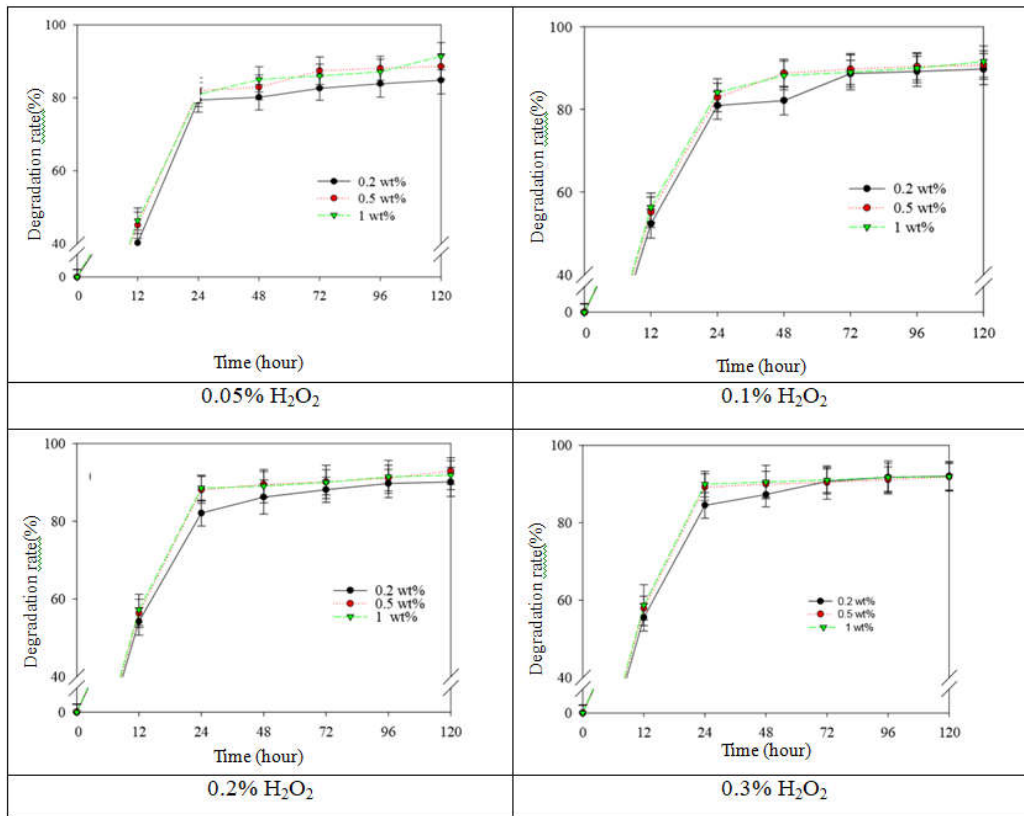 100
80
60
40
0
Degradation rate(%)
0.2 wt%
0.5 wt%
1 wt%
0 12 24 48 72 96 120
Time (hour)
0.05% H₂O₂
100
80
60
40
0
Degradation rate(%)
0.2 wt%
0.5 wt%
1 wt%
0 12 24 48 72 96 120
Time (hour)
0.1% H₂O₂
100
80
60
40
0
Degradation rate(%)
0.2 wt%
0.5 wt%
1 wt%
0 12 24 48 72 96 120
Time (hour)
0.2% H₂O₂
100
80
60
40
0
Degradation rate(%)
0.2 wt%
0.5 wt%
1 wt%
0 12 24 48 72 96 120
Time (hour)
0.3% H₂O₂